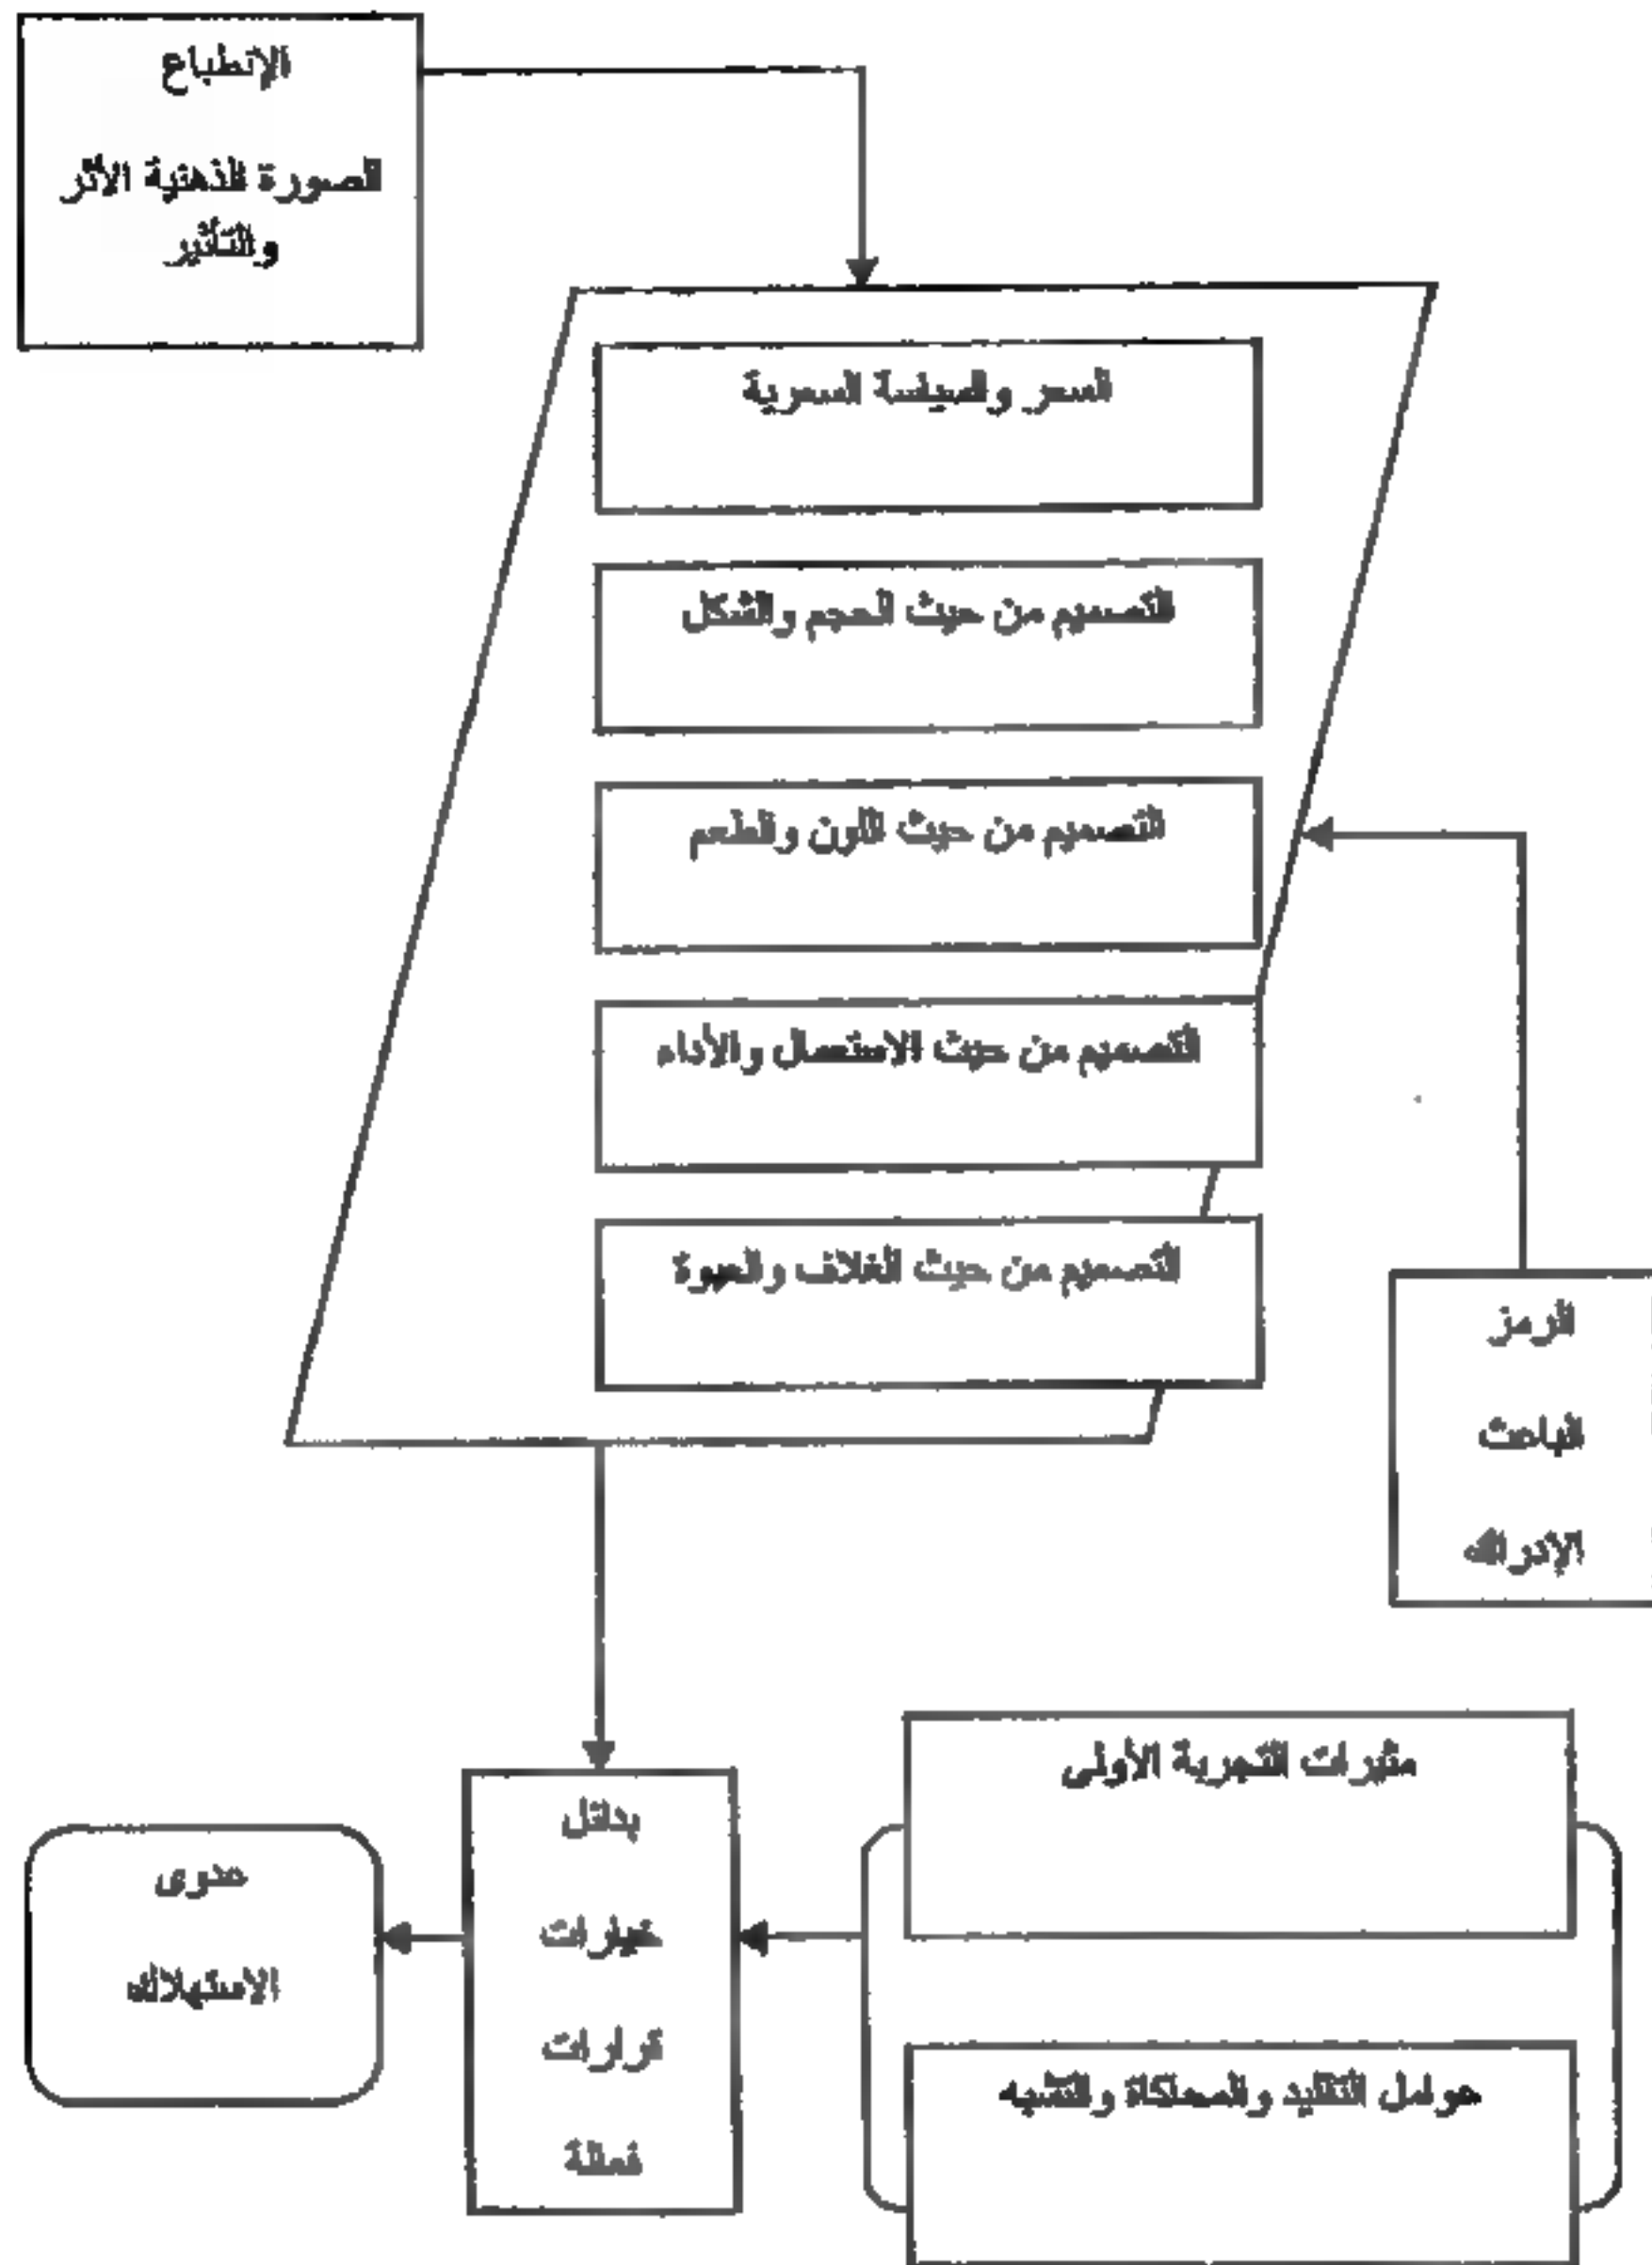 الإنطباع
الصورة الذهنية الأثر
والتأثير
السعر والسياسة السعرية
التصميم من حيث الحجم والشكل
التصميم من حيث اللون والطعم
التصميم من حيث الاستعمال والأداء
التصميم من حيث الغلاف والعبوة
الرمز
الباعث
الإدراك
مثيرات التجربة الأولى
بدائل
خيارات
قرارات
فعالة
عدوى
الاستهلاك
عوامل التقليد والمحاكاة والتشبه